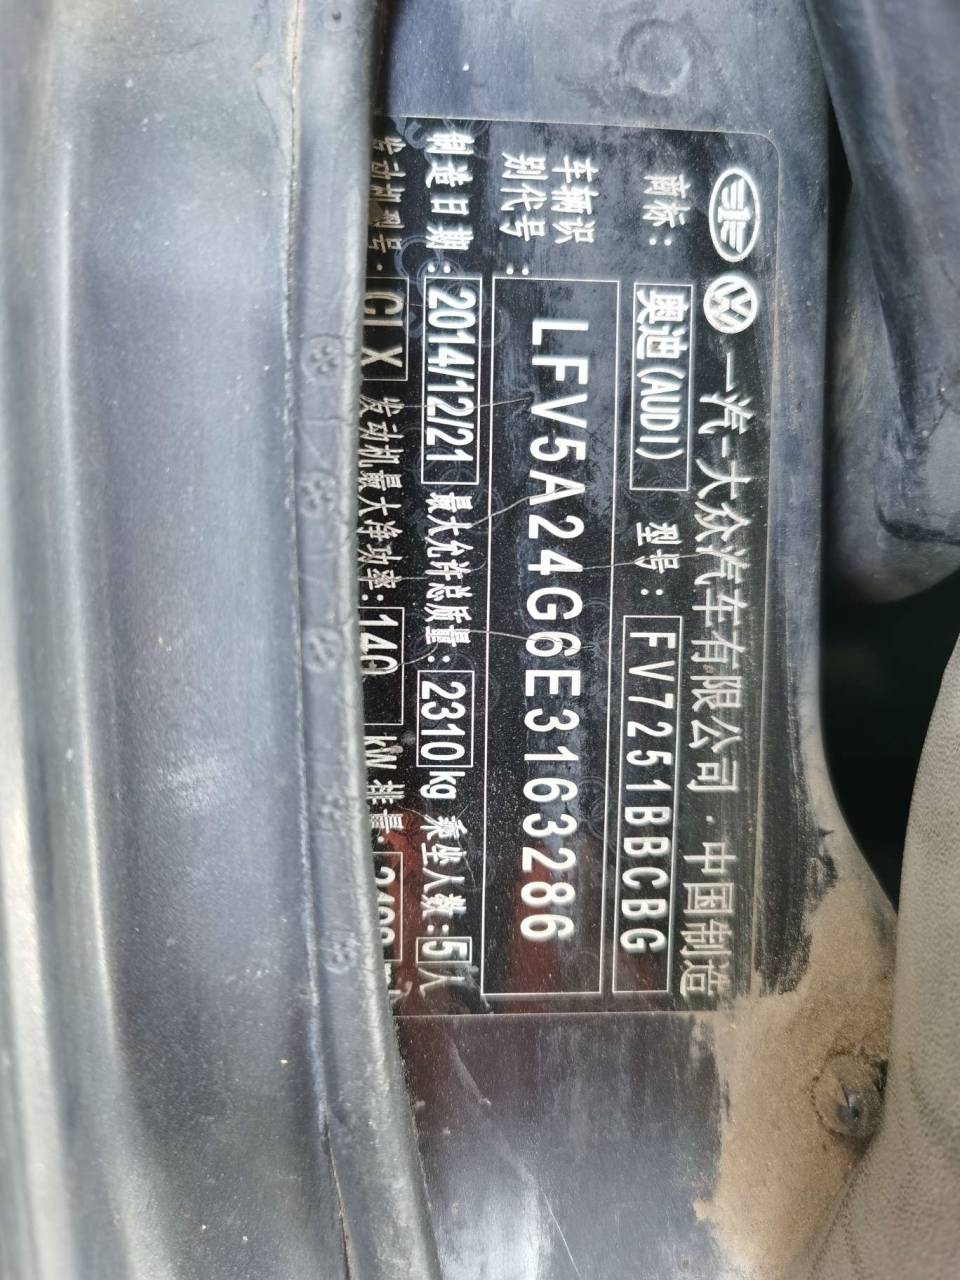 一汽-大众汽车有限公司·中国制造
商标: 奥迪(AUDI) 型号: FV7251BBCBG
车辆识别代号: LFV5A24G6E3163286
制造日期: 2014/12/21 最大允许总质量: 2310kg 乘坐人数: 5人
发动机型号: CLX 发动机最大净功率: 140 kW 排量: